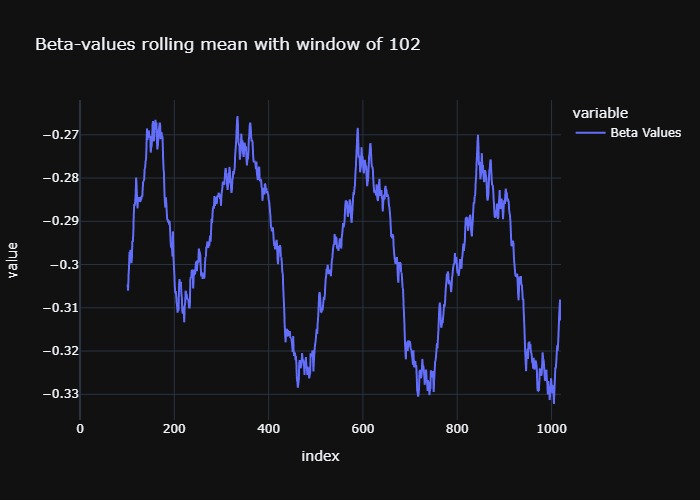 Beta-values rolling mean with window of 102
variable
Beta Values
−0.27
−0.28
−0.29
−0.3
−0.31
−0.32
−0.33
value
0 200 400 600 800 1000
index